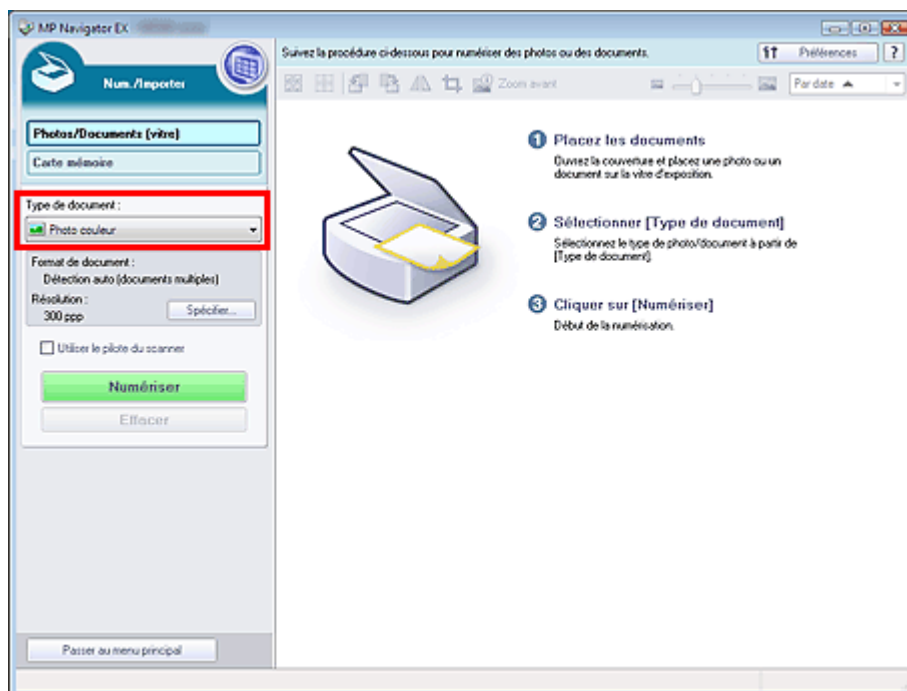 MP Navigator EX
Num./Importer
Photos/Documents (vitre)
Carte mémoire
Type de document :
Photo couleur
Format de document :
Détection auto (documents multiples)
Résolution :
300 ppp
Spécifier...
Utiliser le pilote du scanner
Numériser
Effacer
Passer au menu principal
Suivez la procédure ci-dessous pour numériser des photos ou des documents.
Préférences
?
Zoom avant
Par date
1 Placez les documents
Ouvrez la couverture et placez une photo ou un
document sur la vitre d'exposition.
2 Sélectionner [Type de document]
Sélectionnez le type de photo/document à partir de
[Type de document].
3 Cliquer sur [Numériser]
Début de la numérisation.